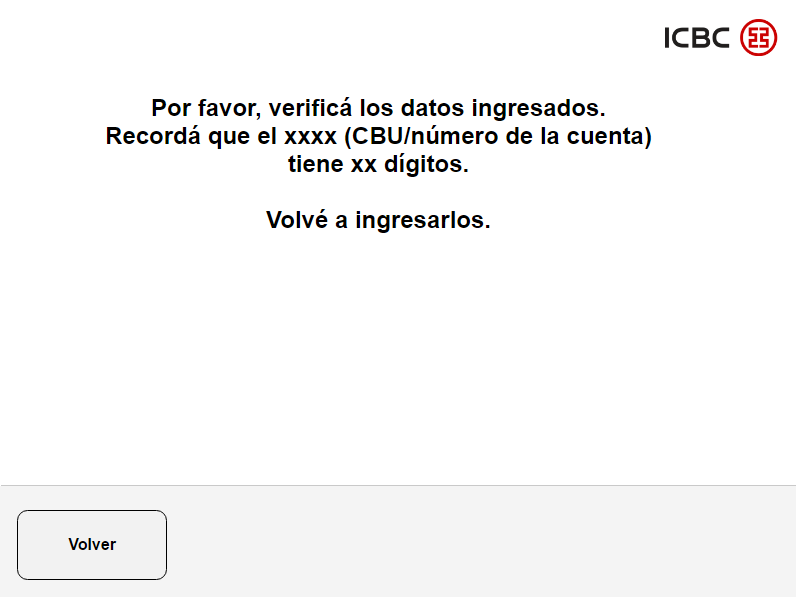 ICBC
Por favor, verificá los datos ingresados.
Recordá que el xxxx (CBU/número de la cuenta)
tiene xx dígitos.
Volvé a ingresarlos.
Volver